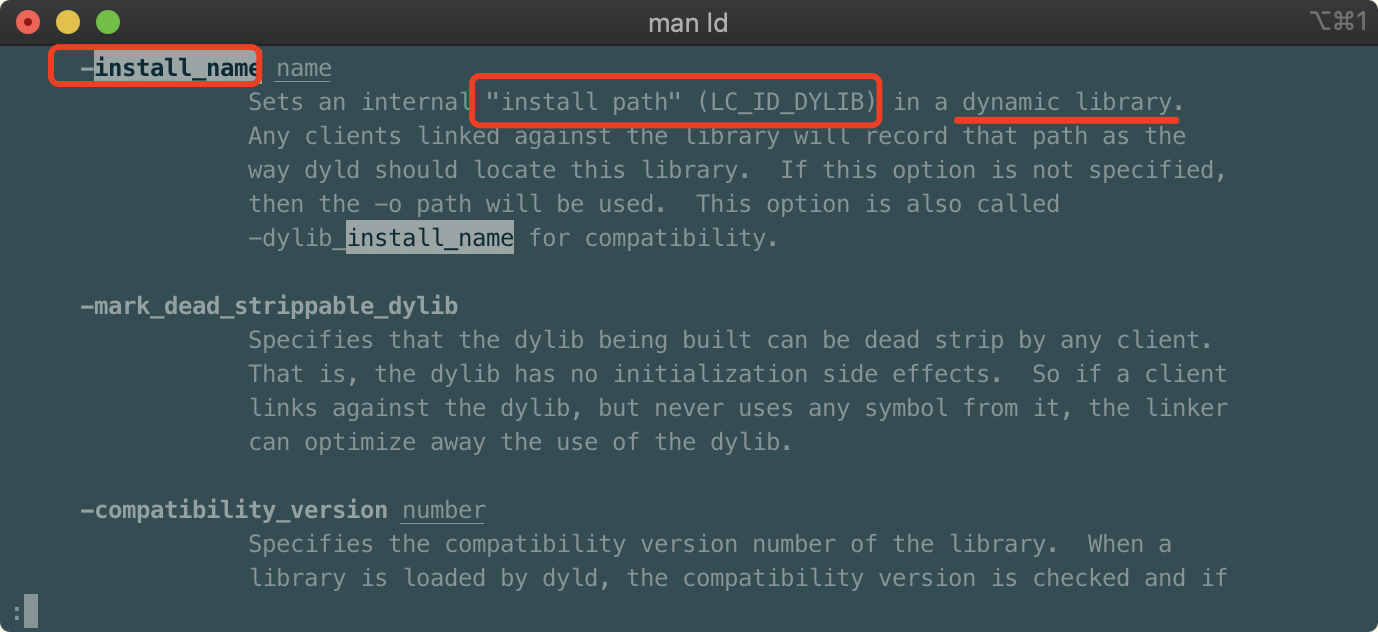 man ld
⌥⌘1
-install_name name
Sets an internal "install path" (LC_ID_DYLIB) in a dynamic library.
Any clients linked against the library will record that path as the
way dyld should locate this library.  If this option is not specified,
then the -o path will be used.  This option is also called
-dylib_install_name for compatibility.
-mark_dead_strippable_dylib
Specifies that the dylib being built can be dead strip by any client.
That is, the dylib has no initialization side effects.  So if a client
links against the dylib, but never uses any symbol from it, the linker
can optimize away the use of the dylib.
-compatibility_version number
Specifies the compatibility version number of the library.  When a
library is loaded by dyld, the compatibility version is checked and if
: